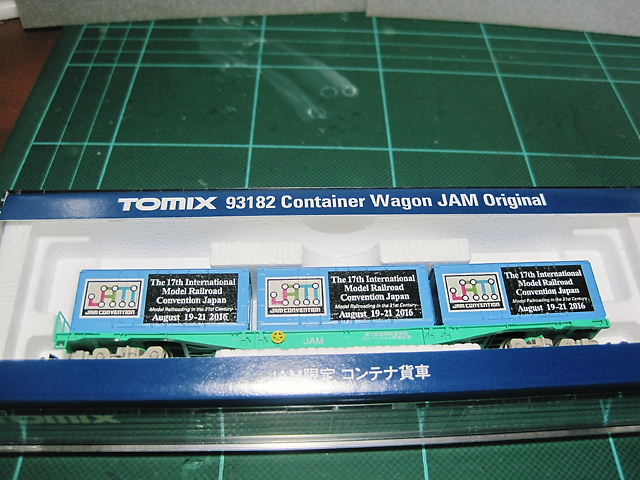 TOMIX 93182 Container Wagon JAM Original
The 17th International
Model Railroad
Convention Japan
Model Railroading in the 21st Century
August 19-21 2016
JAM CONVENTION
The 17th International
Model Railroad
Convention Japan
Model Railroading in the 21st Century
August 19-21 2016
JAM CONVENTION
The 17th International
Model Railroad
Convention Japan
Model Railroading in the 21st Century
August 19-21 2016
JAM CONVENTION
JAM
JAM限定 コンテナ貨車
TOMIX